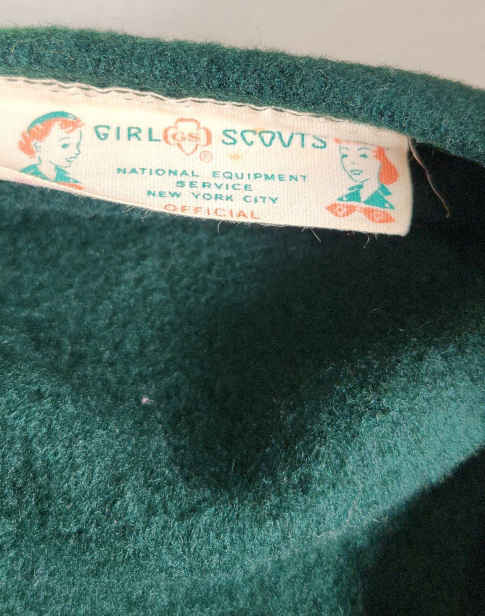 GIRL GS SCOUTS ®
NATIONAL EQUIPMENT
SERVICE
NEW YORK CITY
OFFICIAL